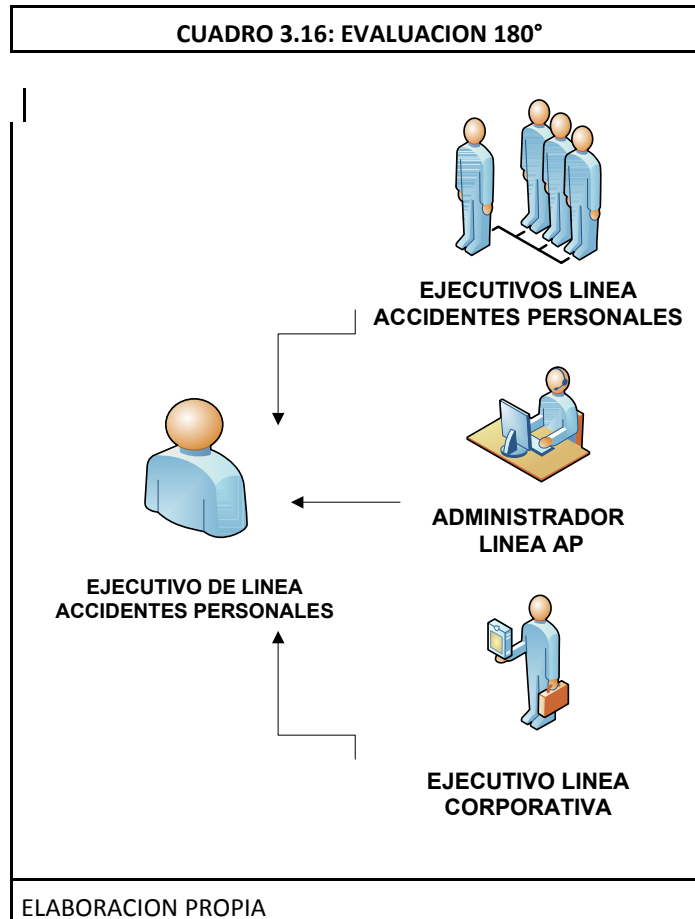 CUADRO 3.16: EVALUACION 180°
EJECUTIVOS LINEA
ACCIDENTES PERSONALES
ADMINISTRADOR
LINEA AP
EJECUTIVO DE LINEA
ACCIDENTES PERSONALES
EJECUTIVO LINEA
CORPORATIVA
ELABORACION PROPIA